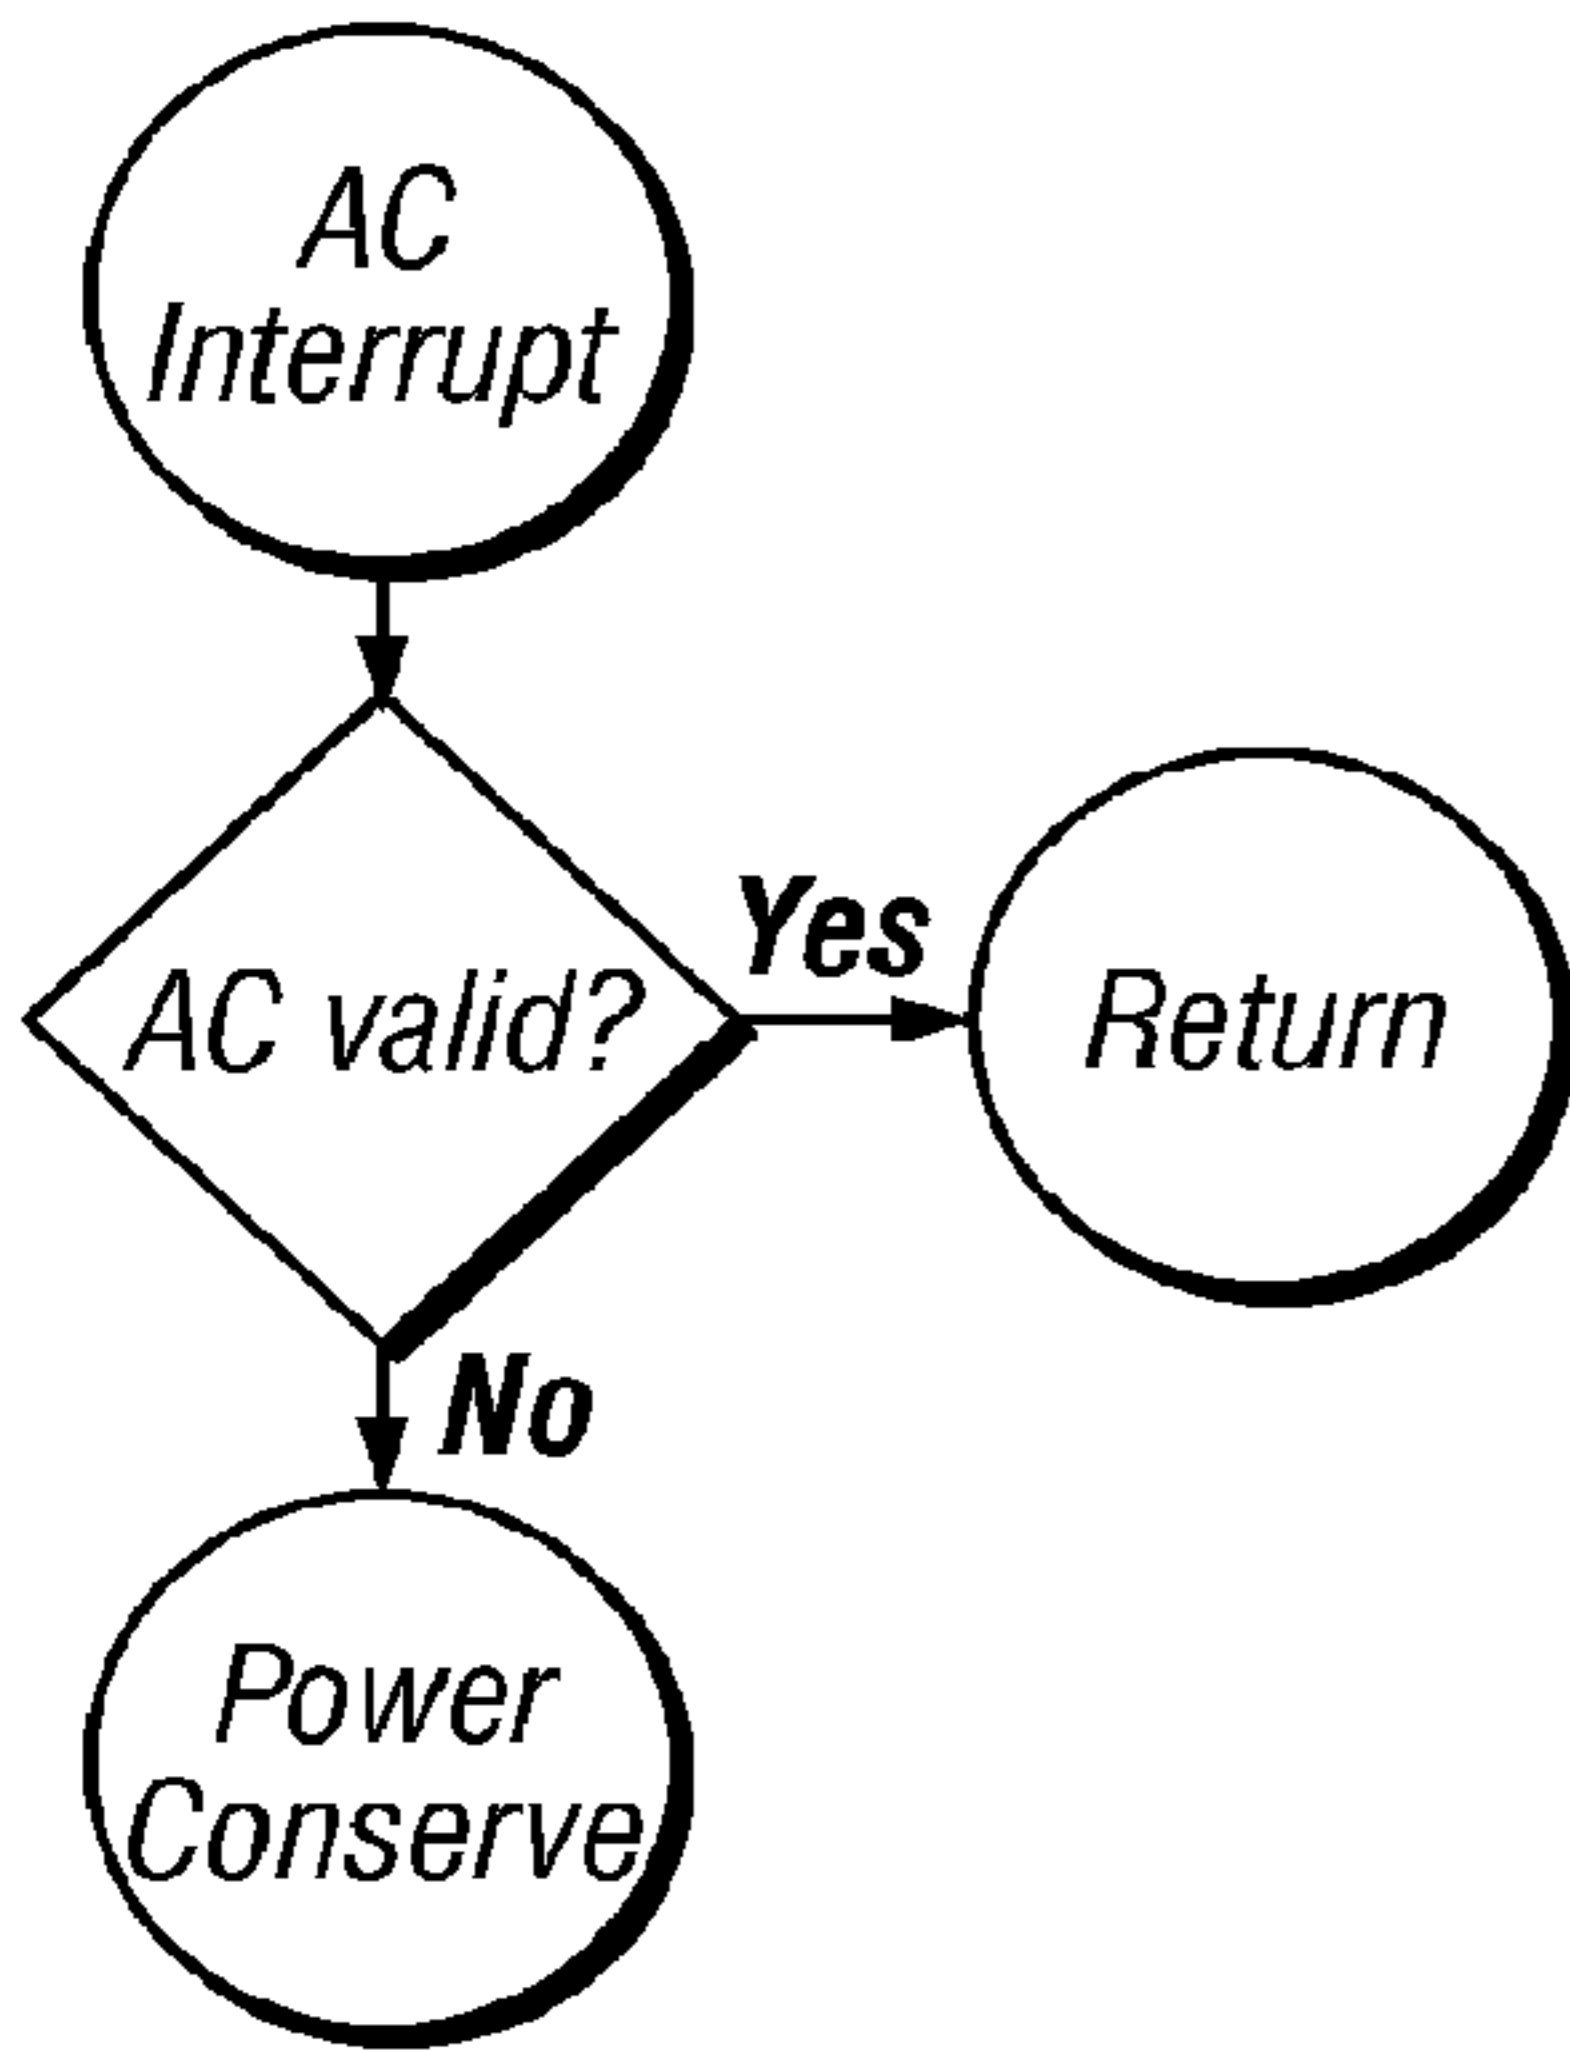 AC
Interrupt
AC valid?
Yes
Return
No
Power
Conserve